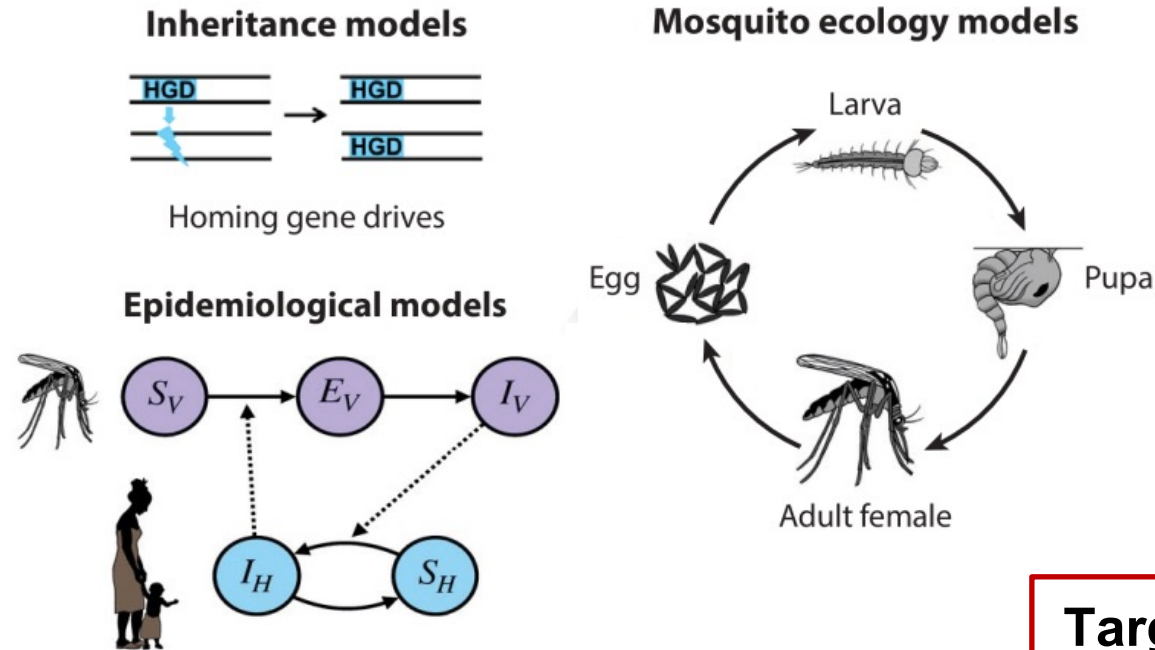 Inheritance models
HGD
HGD
HGD
Homing gene drives
Epidemiological models
S_V
E_V
I_V
I_H
S_H
Mosquito ecology models
Larva
Egg
Pupa
Adult female
Targ